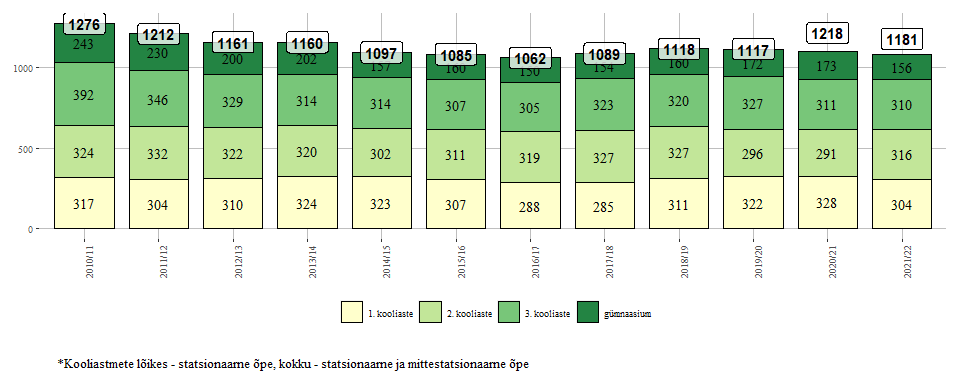 1276 1212 1161 1160 1097 1085 1062 1089 1118 1117 1218 1181
243 230 200 202 157 160 150 154 160 172 173 156
1000
392 346 329 314 314 307 305 323 320 327 311 310
500
324 332 322 320 302 311 319 327 327 296 291 316
317 304 310 324 323 307 288 285 311 322 328 304
0
2010/11 2011/12 2012/13 2013/14 2014/15 2015/16 2016/17 2017/18 2018/19 2019/20 2020/21 2021/22
1. kooliaste 2. kooliaste 3. kooliaste gümnaasium
*Kooliastmete lõikes - statsionaarne õpe, kokku - statsionaarne ja mittestatsionaarne õpe